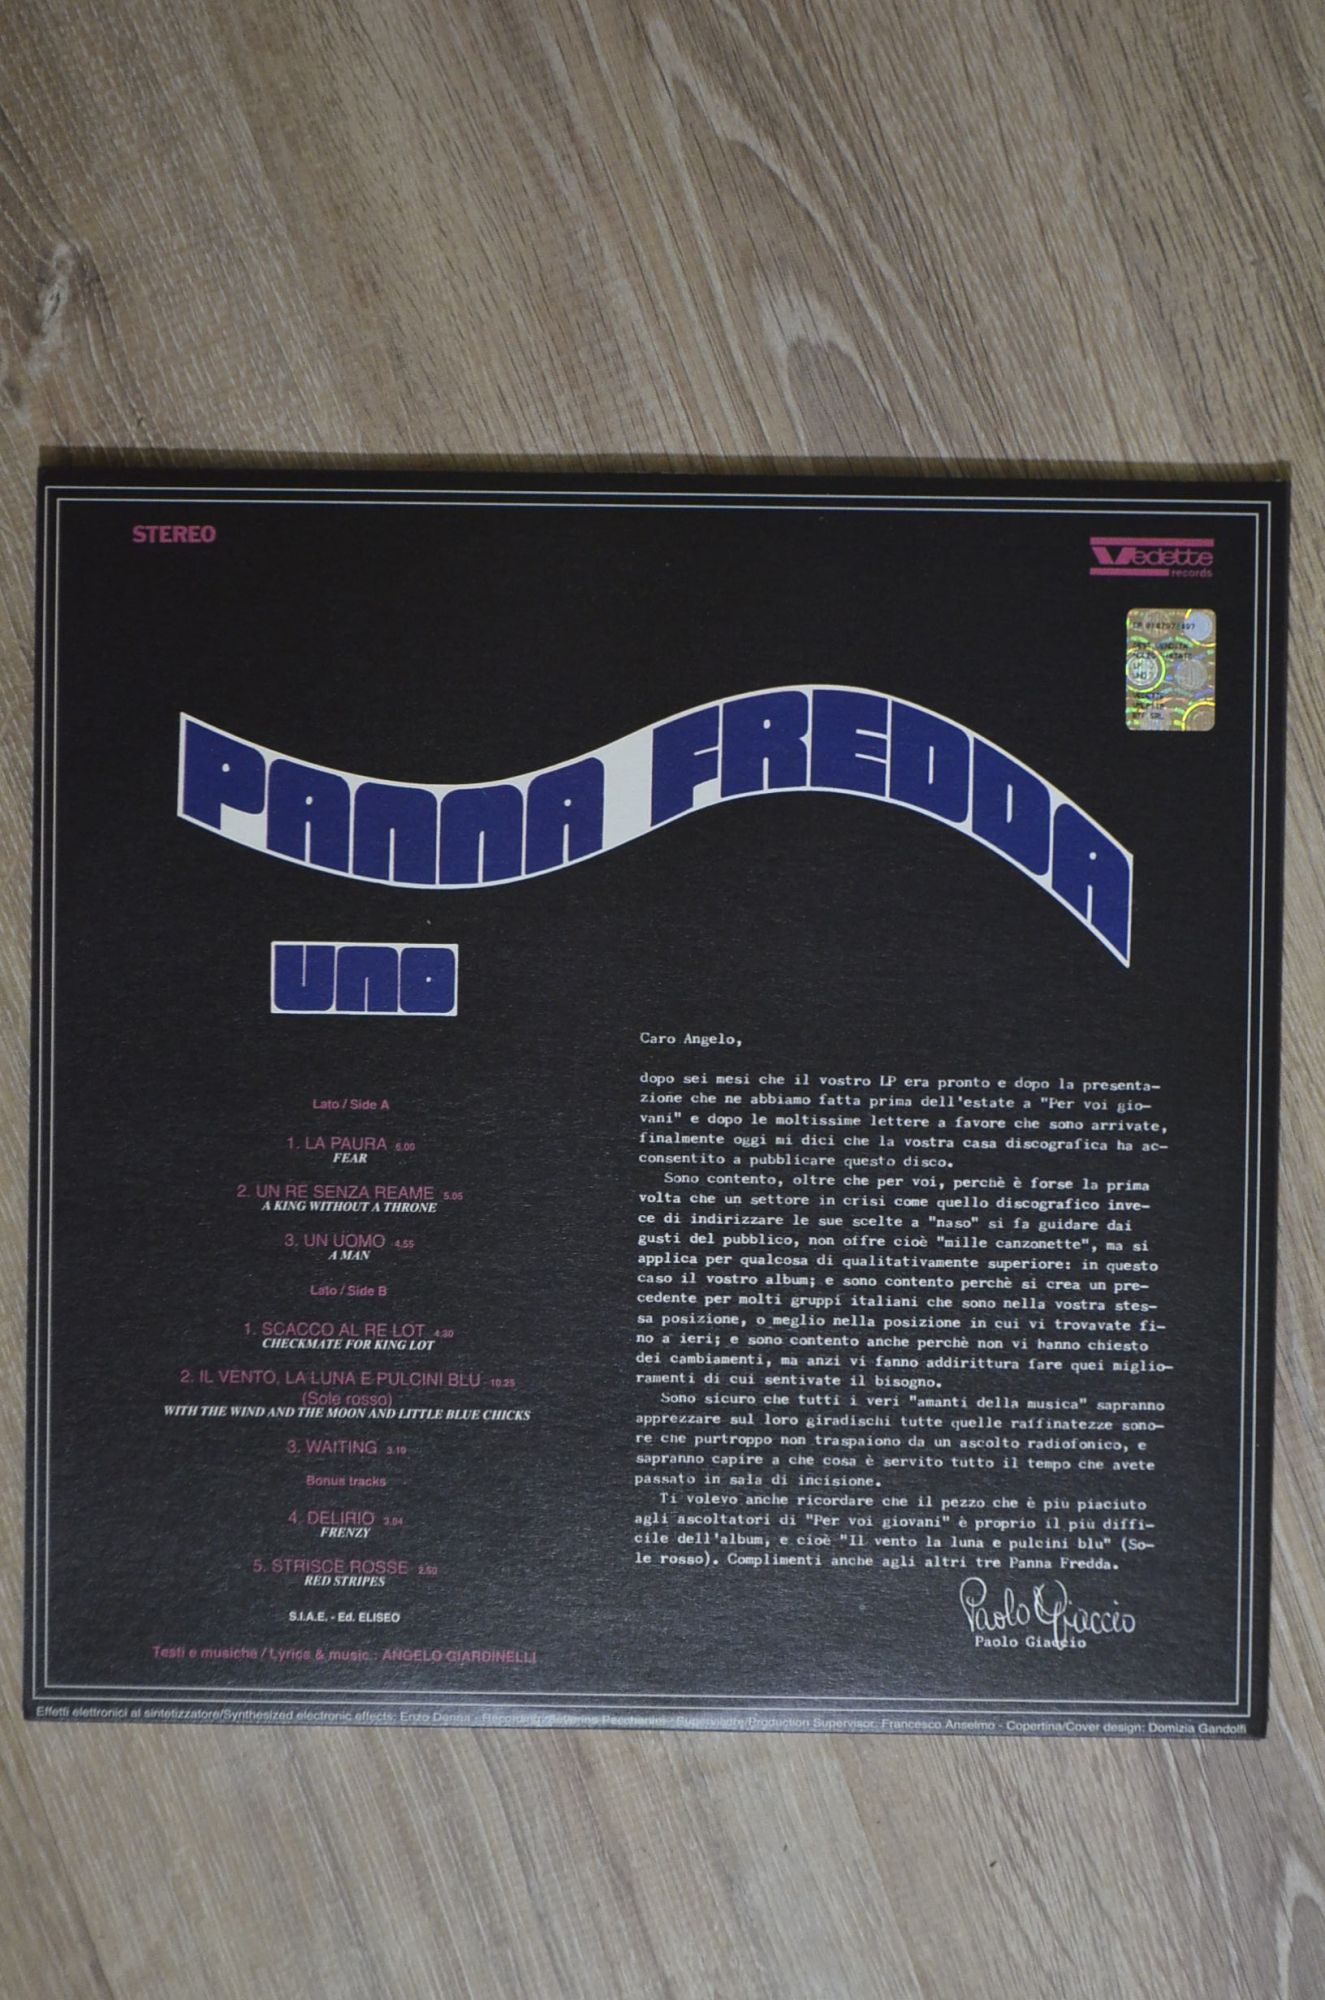 STEREO
Vedette
records
PANNA FREDDA
UNO
Lato / Side A
1. LA PAURA 6.00
FEAR
2. UN RE SENZA REAME 5.05
A KING WITHOUT A THRONE
3. UN UOMO 4.55
A MAN
Lato / Side B
1. SCACCO AL RE LOT 4.30
CHECKMATE FOR KING LOT
2. IL VENTO, LA LUNA E PULCINI BLU 10.25
(Sole rosso)
WITH THE WIND AND THE MOON AND LITTLE BLUE CHICKS
3. WAITING 3.10
Bonus tracks
4. DELIRIO 3.04
FRENZY
5. STRISCE ROSSE 2.50
RED STRIPES
S.I.A.E. - Ed. ELISEO
Testi e musiche / Lyrics & music : ANGELO GIARDINELLI
Caro Angelo,
dopo sei mesi che il vostro LP era pronto e dopo la presenta-
zione che ne abbiamo fatta prima dell'estate a "Per voi gio-
vani" e dopo le moltissime lettere a favore che sono arrivate,
finalmente oggi mi dici che la vostra casa discografica ha ac-
consentito a pubblicare questo disco.
Sono contento, oltre che per voi, perchè è forse la prima
volta che un settore in crisi come quello discografico inve-
ce di indirizzare le sue scelte a "naso" si fa guidare dai
gusti del pubblico, non offre cioè "mille canzonette", ma si
applica per qualcosa di qualitativamente superiore: in questo
caso il vostro album; e sono contento perchè si crea un pre-
cedente per molti gruppi italiani che sono nella vostra stes-
sa posizione, o meglio nella posizione in cui vi trovavate fi-
no a ieri; e sono contento anche perchè non vi hanno chiesto
dei cambiamenti, ma anzi vi fanno addirittura fare quei miglio-
ramenti di cui sentivate il bisogno.
Sono sicuro che tutti i veri "amanti della musica" sapranno
apprezzare sul loro giradischi tutte quelle raffinatezze sono-
re che purtroppo non traspaiono da un ascolto radiofonico, e
sapranno capire a che cosa è servito tutto il tempo che avete
passato in sala di incisione.
Ti volevo anche ricordare che il pezzo che è più piaciuto
agli ascoltatori di "Per voi giovani" è proprio il più diffi-
cile dell'album, e cioè "Il vento la luna e pulcini blu" (So-
le rosso). Complimenti anche agli altri tre Panna Fredda.
Paolo Giaccio
Paolo Giaccio
Effetti elettronici al sintetizzatore/Synthesized electronic effects: Enzo Denna - Recording: Severino Pecchenini - Supervisore/Production Supervisor: Francesco Anselmo - Copertina/Cover design: Domizia Gandolfi